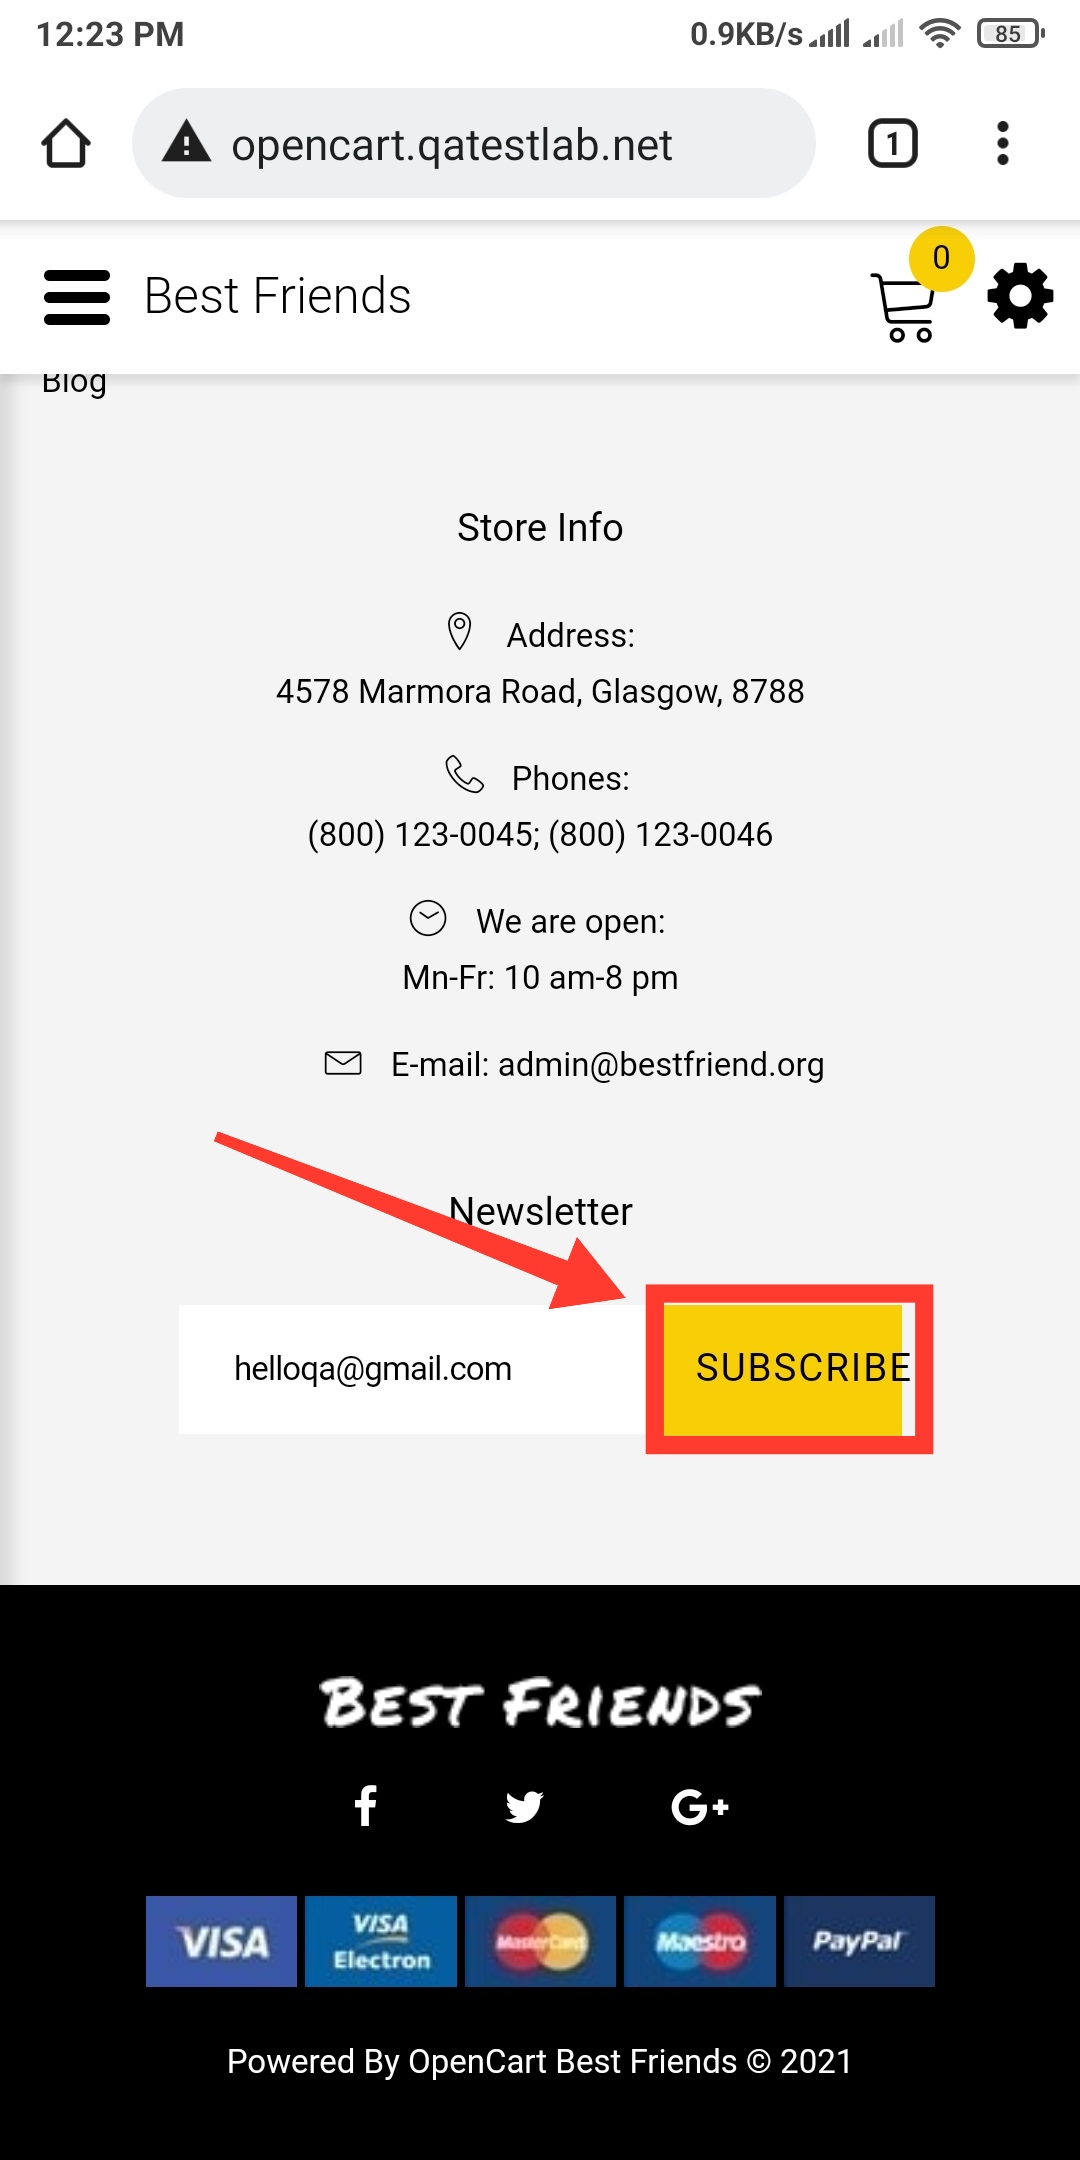 12:23 PM
0.9KB/s
85
opencart.qatestlab.net
1
Best Friends
0
Blog
Store Info
Address:
4578 Marmora Road, Glasgow, 8788
Phones:
(800) 123-0045; (800) 123-0046
We are open:
Mn-Fr: 10 am-8 pm
E-mail: admin@bestfriend.org
Newsletter
helloqa@gmail.com
SUBSCRIBE
BEST FRIENDS
f
G+
VISA
VISA
Electron
MasterCard
Maestro
PayPal
Powered By OpenCart Best Friends © 2021